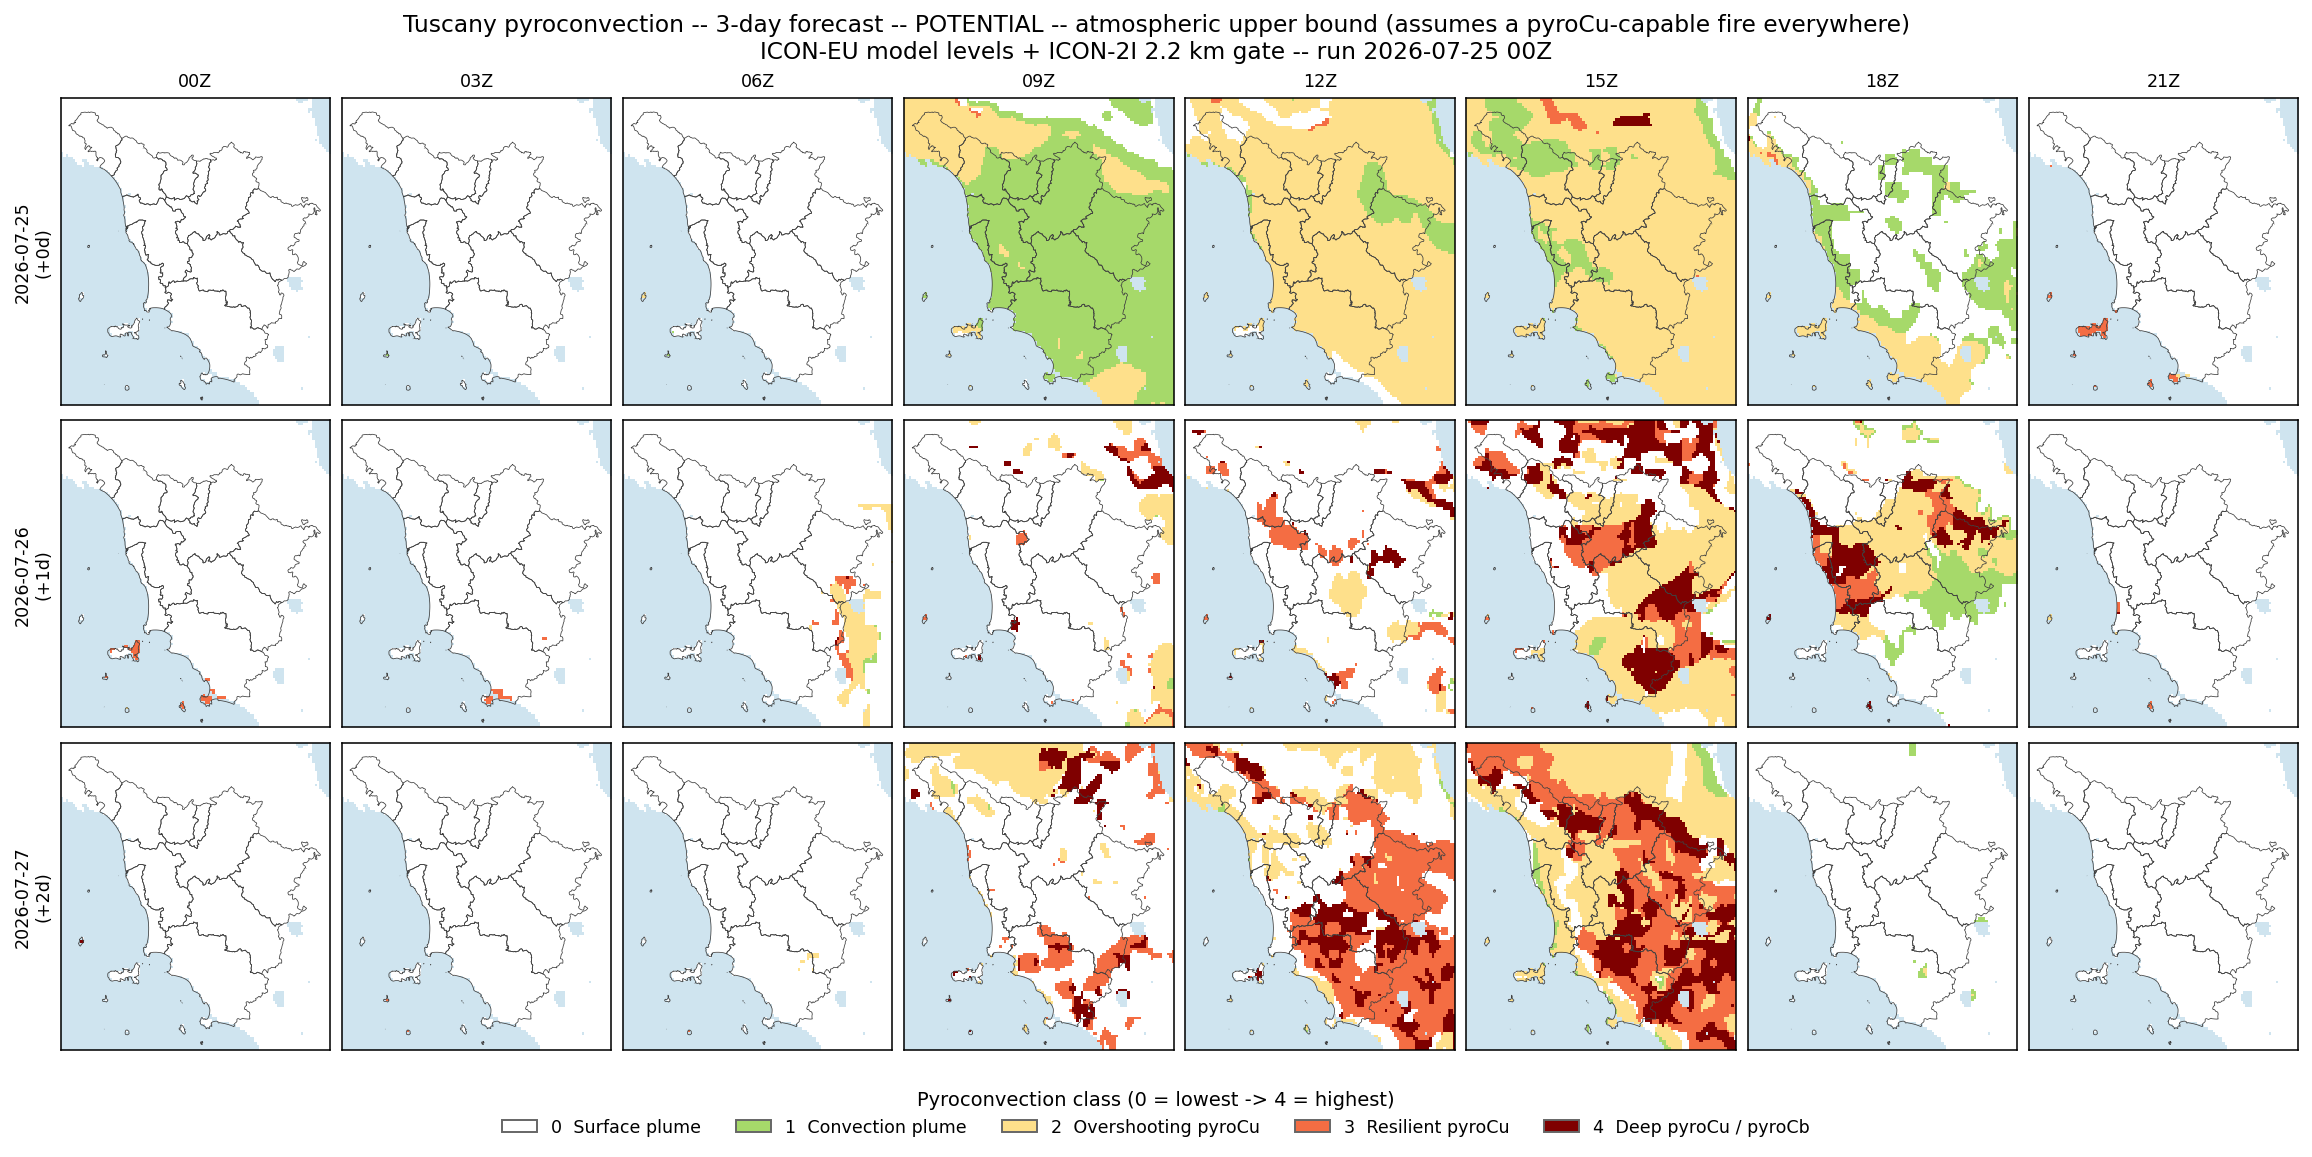 Tuscany pyroconvection -- 3-day forecast -- POTENTIAL -- atmospheric upper bound (assumes a pyroCu-capable fire everywhere)
ICON-EU model levels + ICON-2I 2.2 km gate -- run 2026-07-25 00Z
00Z 03Z 06Z 09Z 12Z 15Z 18Z 21Z
2026-07-25
(+0d)
2026-07-26
(+1d)
2026-07-27
(+2d)
Pyroconvection class (0 = lowest -> 4 = highest)
0 Surface plume 1 Convection plume 2 Overshooting pyroCu 3 Resilient pyroCu 4 Deep pyroCu / pyroCb